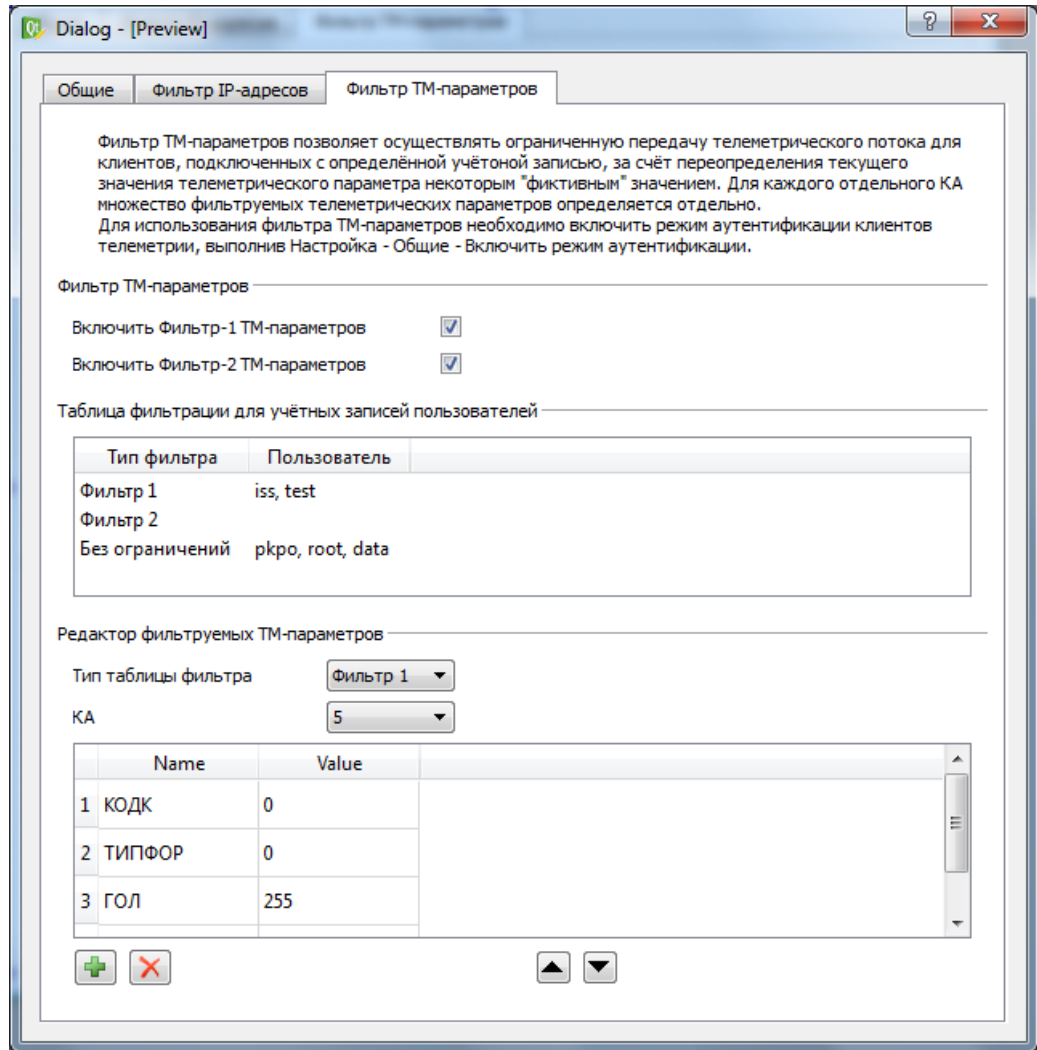 Dialog - [Preview]
Общие Фильтр IP-адресов Фильтр ТМ-параметров
Фильтр ТМ-параметров позволяет осуществлять ограниченную передачу телеметрического потока для
клиентов, подключенных с определённой учётоной записью, за счёт переопределения текущего
значения телеметрического параметра некоторым "фиктивным" значением. Для каждого отдельного КА
множество фильтруемых телеметрических параметров определяется отдельно.
Для использования фильтра ТМ-параметров необходимо включить режим аутентификации клиентов
телеметрии, выполнив Настройка - Общие - Включить режим аутентификации.
Фильтр ТМ-параметров
Включить Фильтр-1 ТМ-параметров
Включить Фильтр-2 ТМ-параметров
Таблица фильтрации для учётных записей пользователей
Тип фильтра Пользователь
Фильтр 1 iss, test
Фильтр 2
Без ограничений pkpo, root, data
Редактор фильтруемых ТМ-параметров
Тип таблицы фильтра Фильтр 1
КА 5
Name Value
1 КОДК 0
2 ТИПФОР 0
3 ГОЛ 255